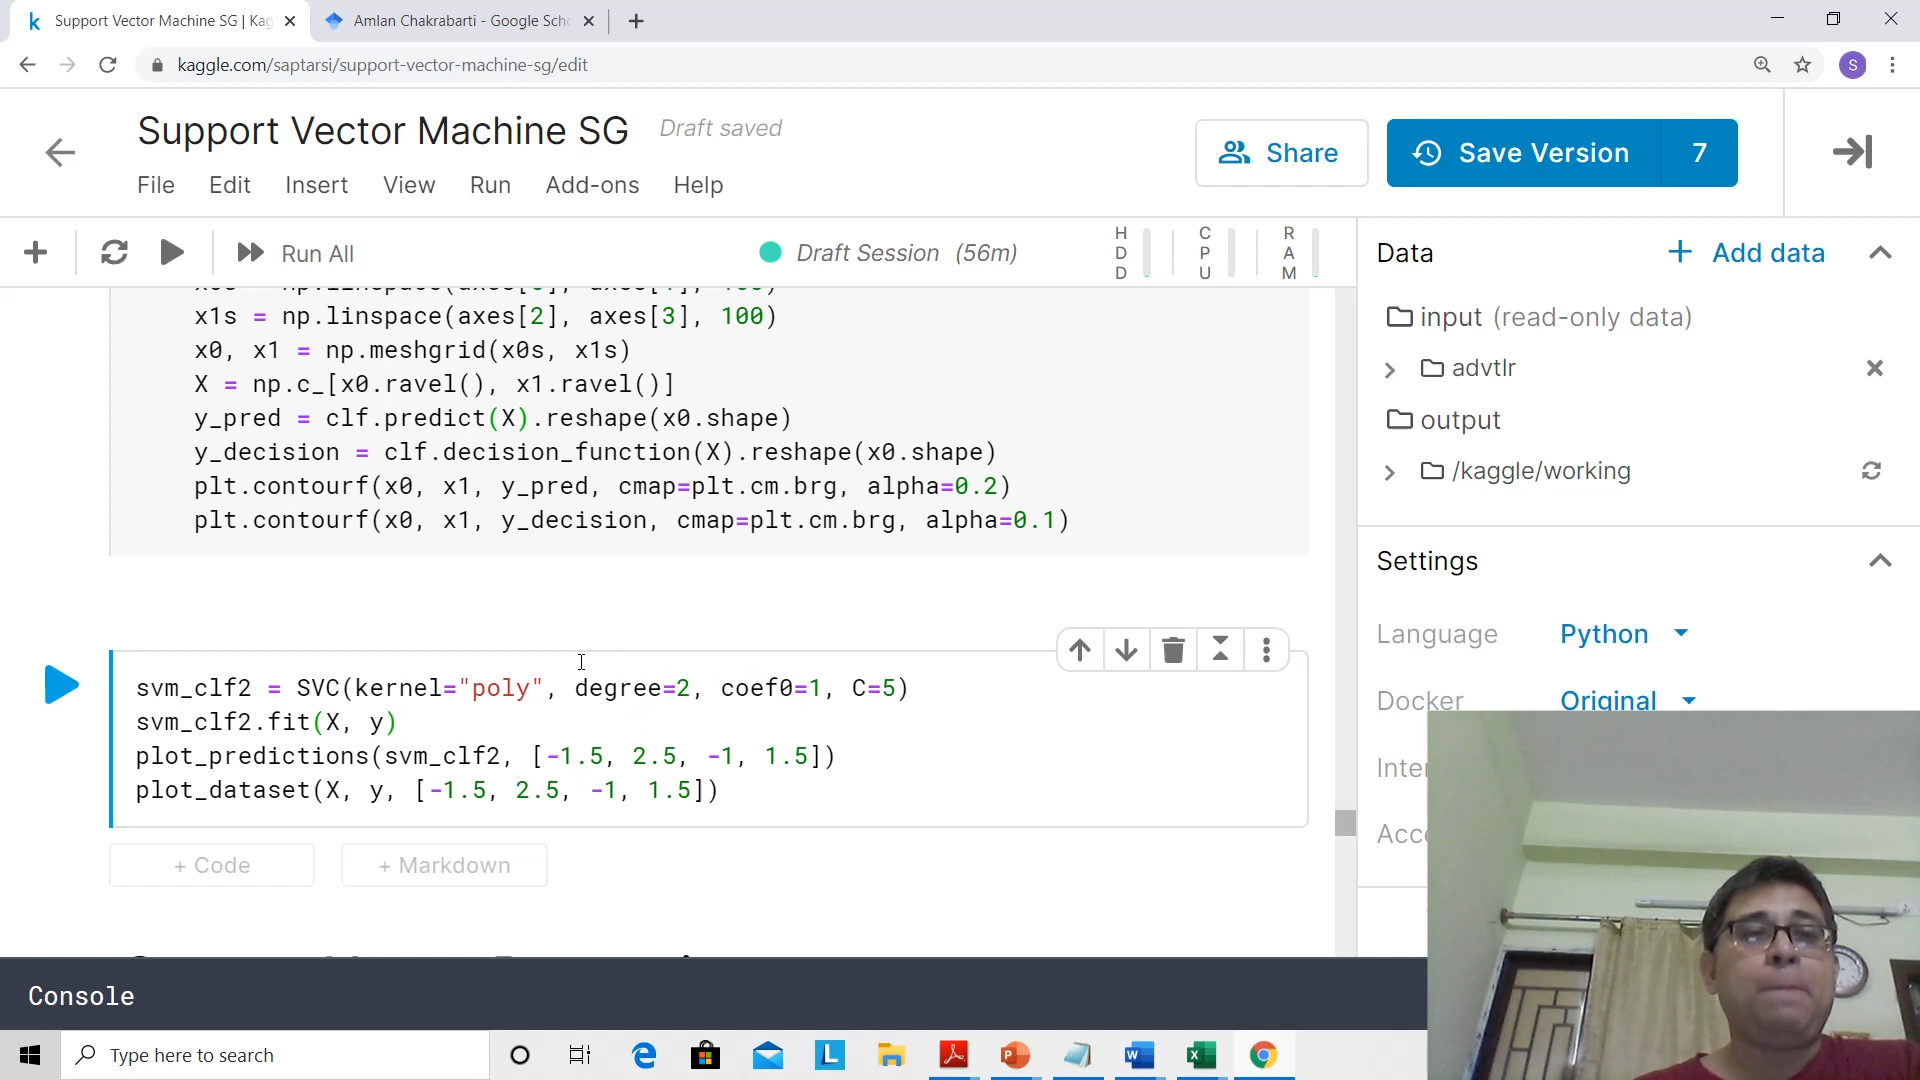 Support Vector Machine SG | Kag
Amlan Chakrabarti - Google Scho
kaggle.com/saptarsi/support-vector-machine-sg/edit
S
Support Vector Machine SG
Draft saved
Share
Save Version
7
File Edit Insert View Run Add-ons Help
Run All
Draft Session (56m)
HDD
CPU
RAM
x1s = np.linspace(axes[2], axes[3], 100)
x0, x1 = np.meshgrid(x0s, x1s)
X = np.c_[x0.ravel(), x1.ravel()]
y_pred = clf.predict(X).reshape(x0.shape)
y_decision = clf.decision_function(X).reshape(x0.shape)
plt.contourf(x0, x1, y_pred, cmap=plt.cm.brg, alpha=0.2)
plt.contourf(x0, x1, y_decision, cmap=plt.cm.brg, alpha=0.1)
svm_clf2 = SVC(kernel="poly", degree=2, coef0=1, C=5)
svm_clf2.fit(X, y)
plot_predictions(svm_clf2, [-1.5, 2.5, -1, 1.5])
plot_dataset(X, y, [-1.5, 2.5, -1, 1.5])
+ Code
+ Markdown
Data
+ Add data
input (read-only data)
advtlr
output
/kaggle/working
Settings
Language Python
Docker Original
Inter
Acce
Console
Type here to search